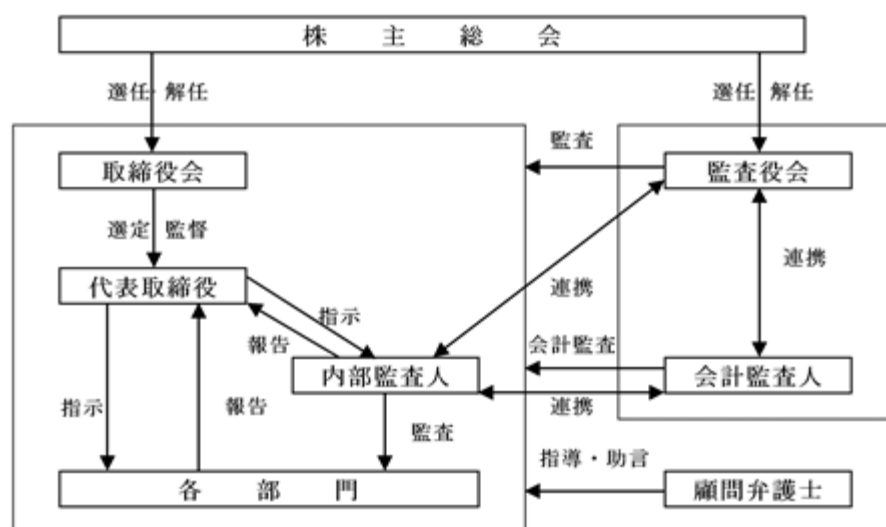 株主総会
選任・解任
選任 解任
取締役会
監査
監査役会
選定 監督
連携
代表取締役
指示
連携
報告
会計監査
内部監査人
会計監査人
指示
報告
監査
連携
指導・助言
各部門
顧問弁護士